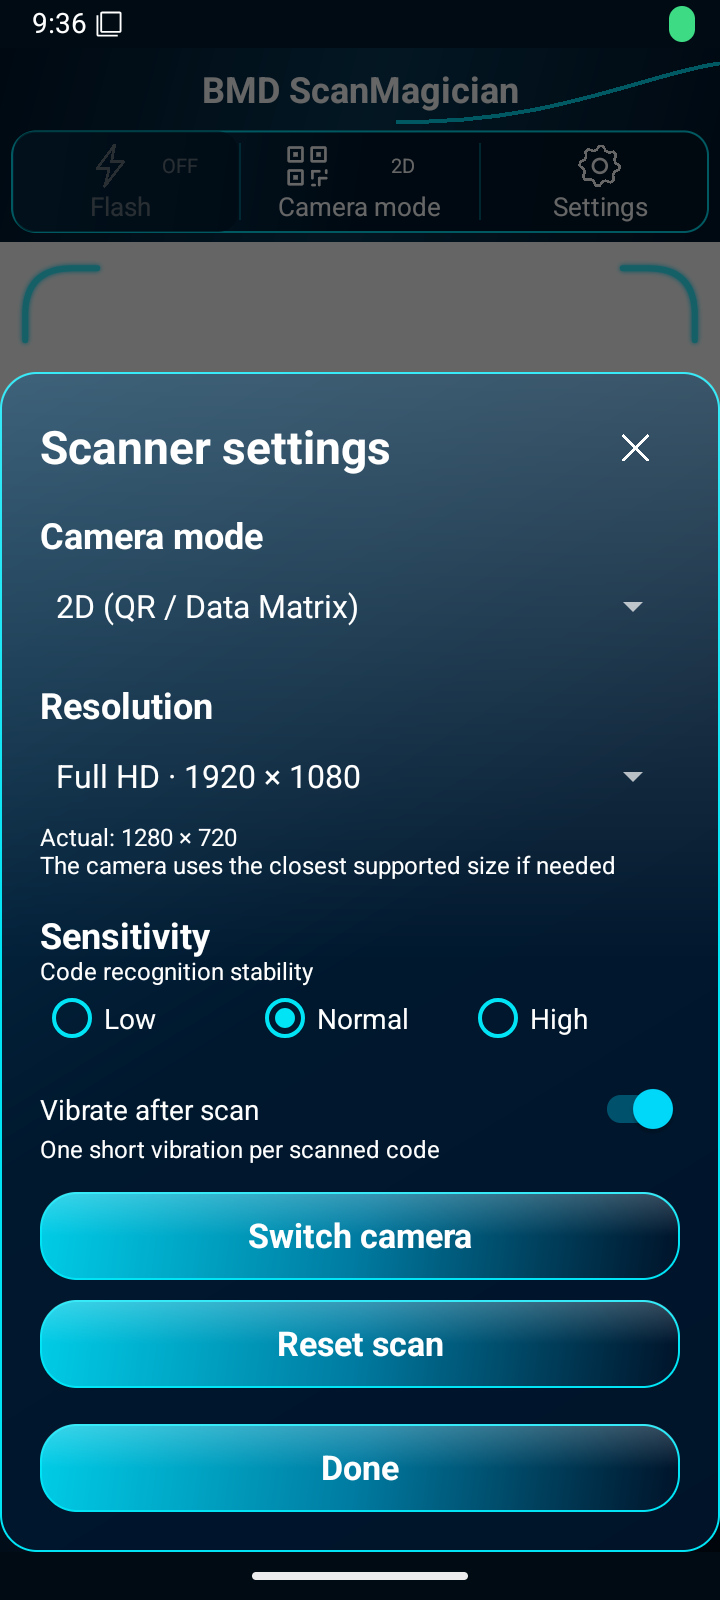 9:36
BMD ScanMagician
OFF
Flash
2D
Camera mode
Settings
Scanner settings
Camera mode
2D (QR / Data Matrix)
Resolution
Full HD · 1920 × 1080
Actual: 1280 × 720
The camera uses the closest supported size if needed
Sensitivity
Code recognition stability
Low
Normal
High
Vibrate after scan
One short vibration per scanned code
Switch camera
Reset scan
Done